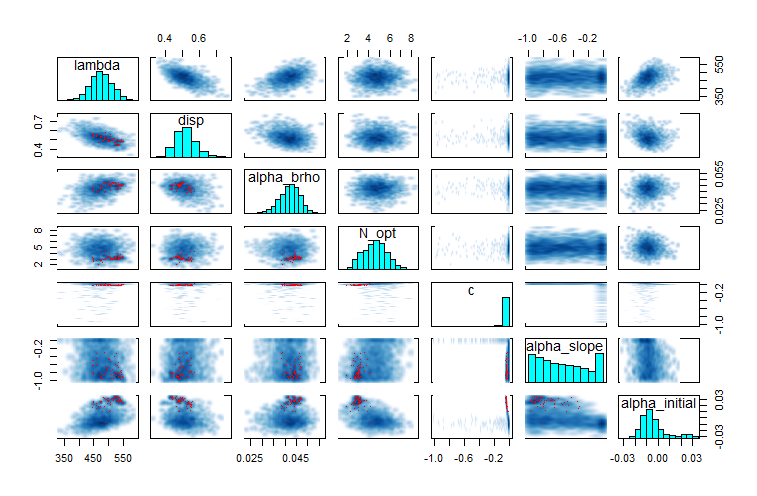 0.4 0.6 2 4 6 8 -1.0 -0.6 -0.2
lambda
350 550
disp
0.4 0.7
alpha_brho
0.025 0.055
N_opt
2 5 8
c
-1.0 -0.2
alpha_slope
-1.0 -0.2
alpha_initial
-0.03 0.03
350 450 550 0.025 0.045 -1.0 -0.6 -0.2 -0.03 0.00 0.03